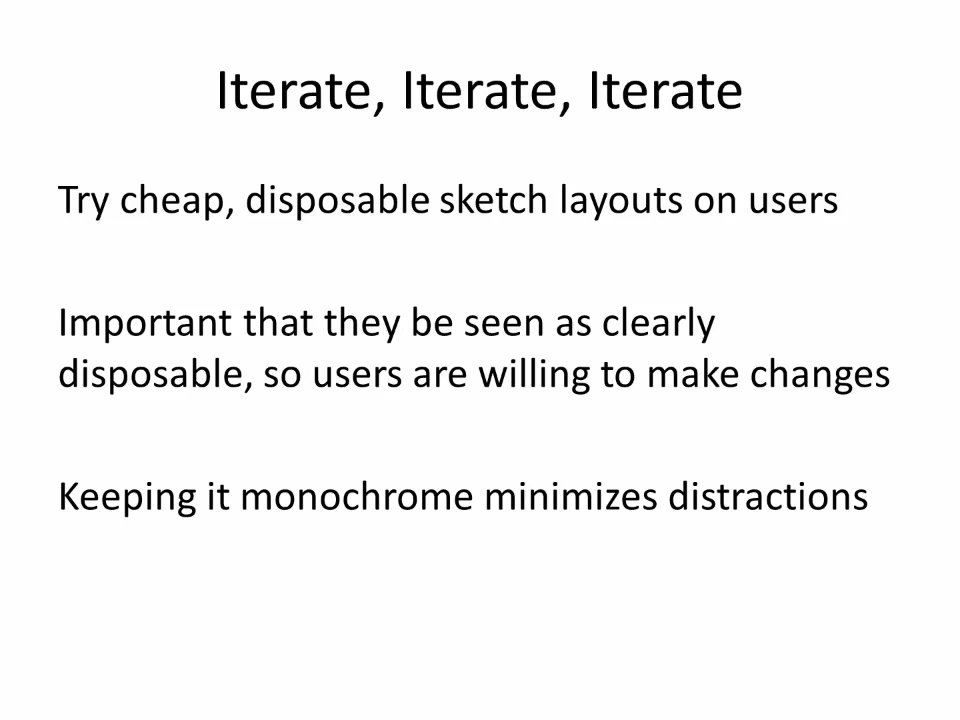 Iterate, Iterate, Iterate
Try cheap, disposable sketch layouts on users
Important that they be seen as clearly
disposable, so users are willing to make changes
Keeping it monochrome minimizes distractions